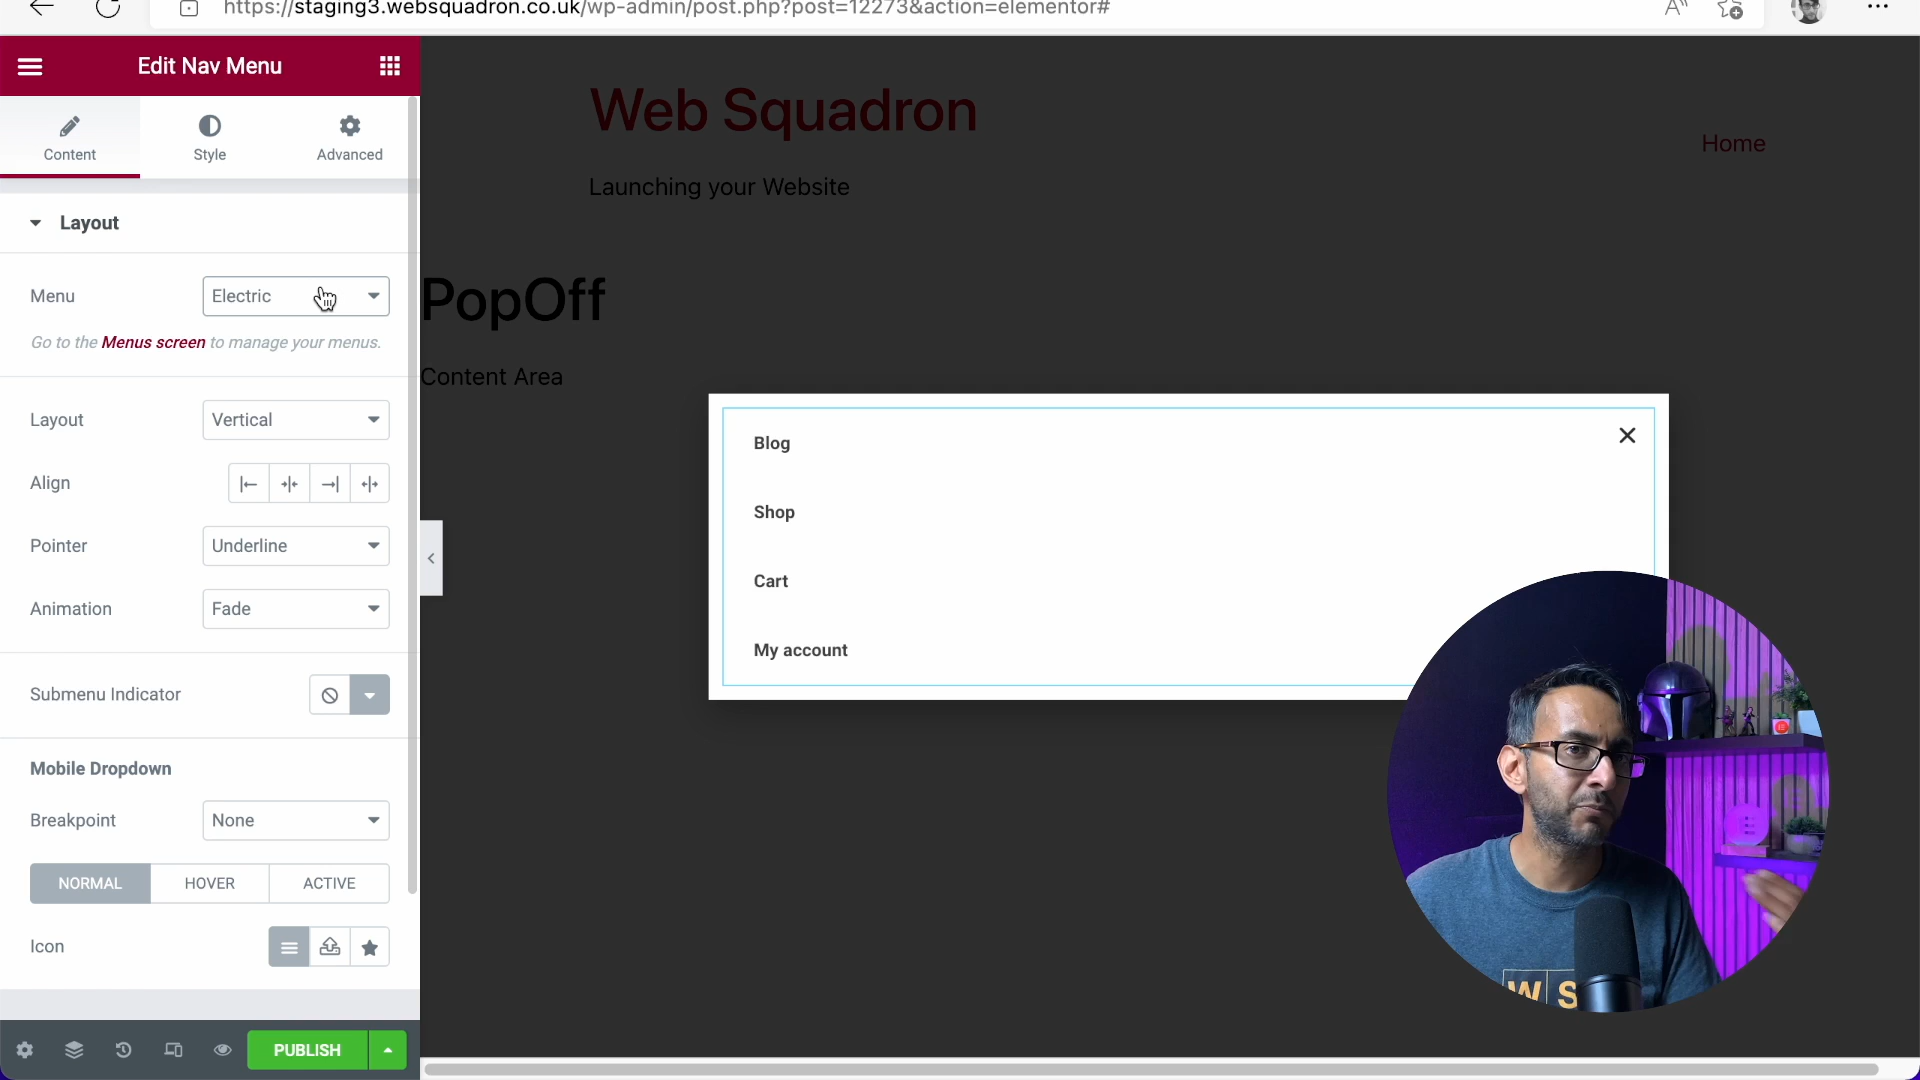 https://staging3.websquadron.co.uk/wp-admin/post.php?post=12273&action=elementor#
Edit Nav Menu
Content
Style
Advanced
Layout
Menu
Electric
Go to the Menus screen to manage your menus.
Layout
Vertical
Align
Pointer
Underline
Animation
Fade
Submenu Indicator
Mobile Dropdown
Breakpoint
None
NORMAL
HOVER
ACTIVE
Icon
PUBLISH
Web Squadron
Home
Launching your Website
PopOff
Content Area
Blog
Shop
Cart
My account
W S